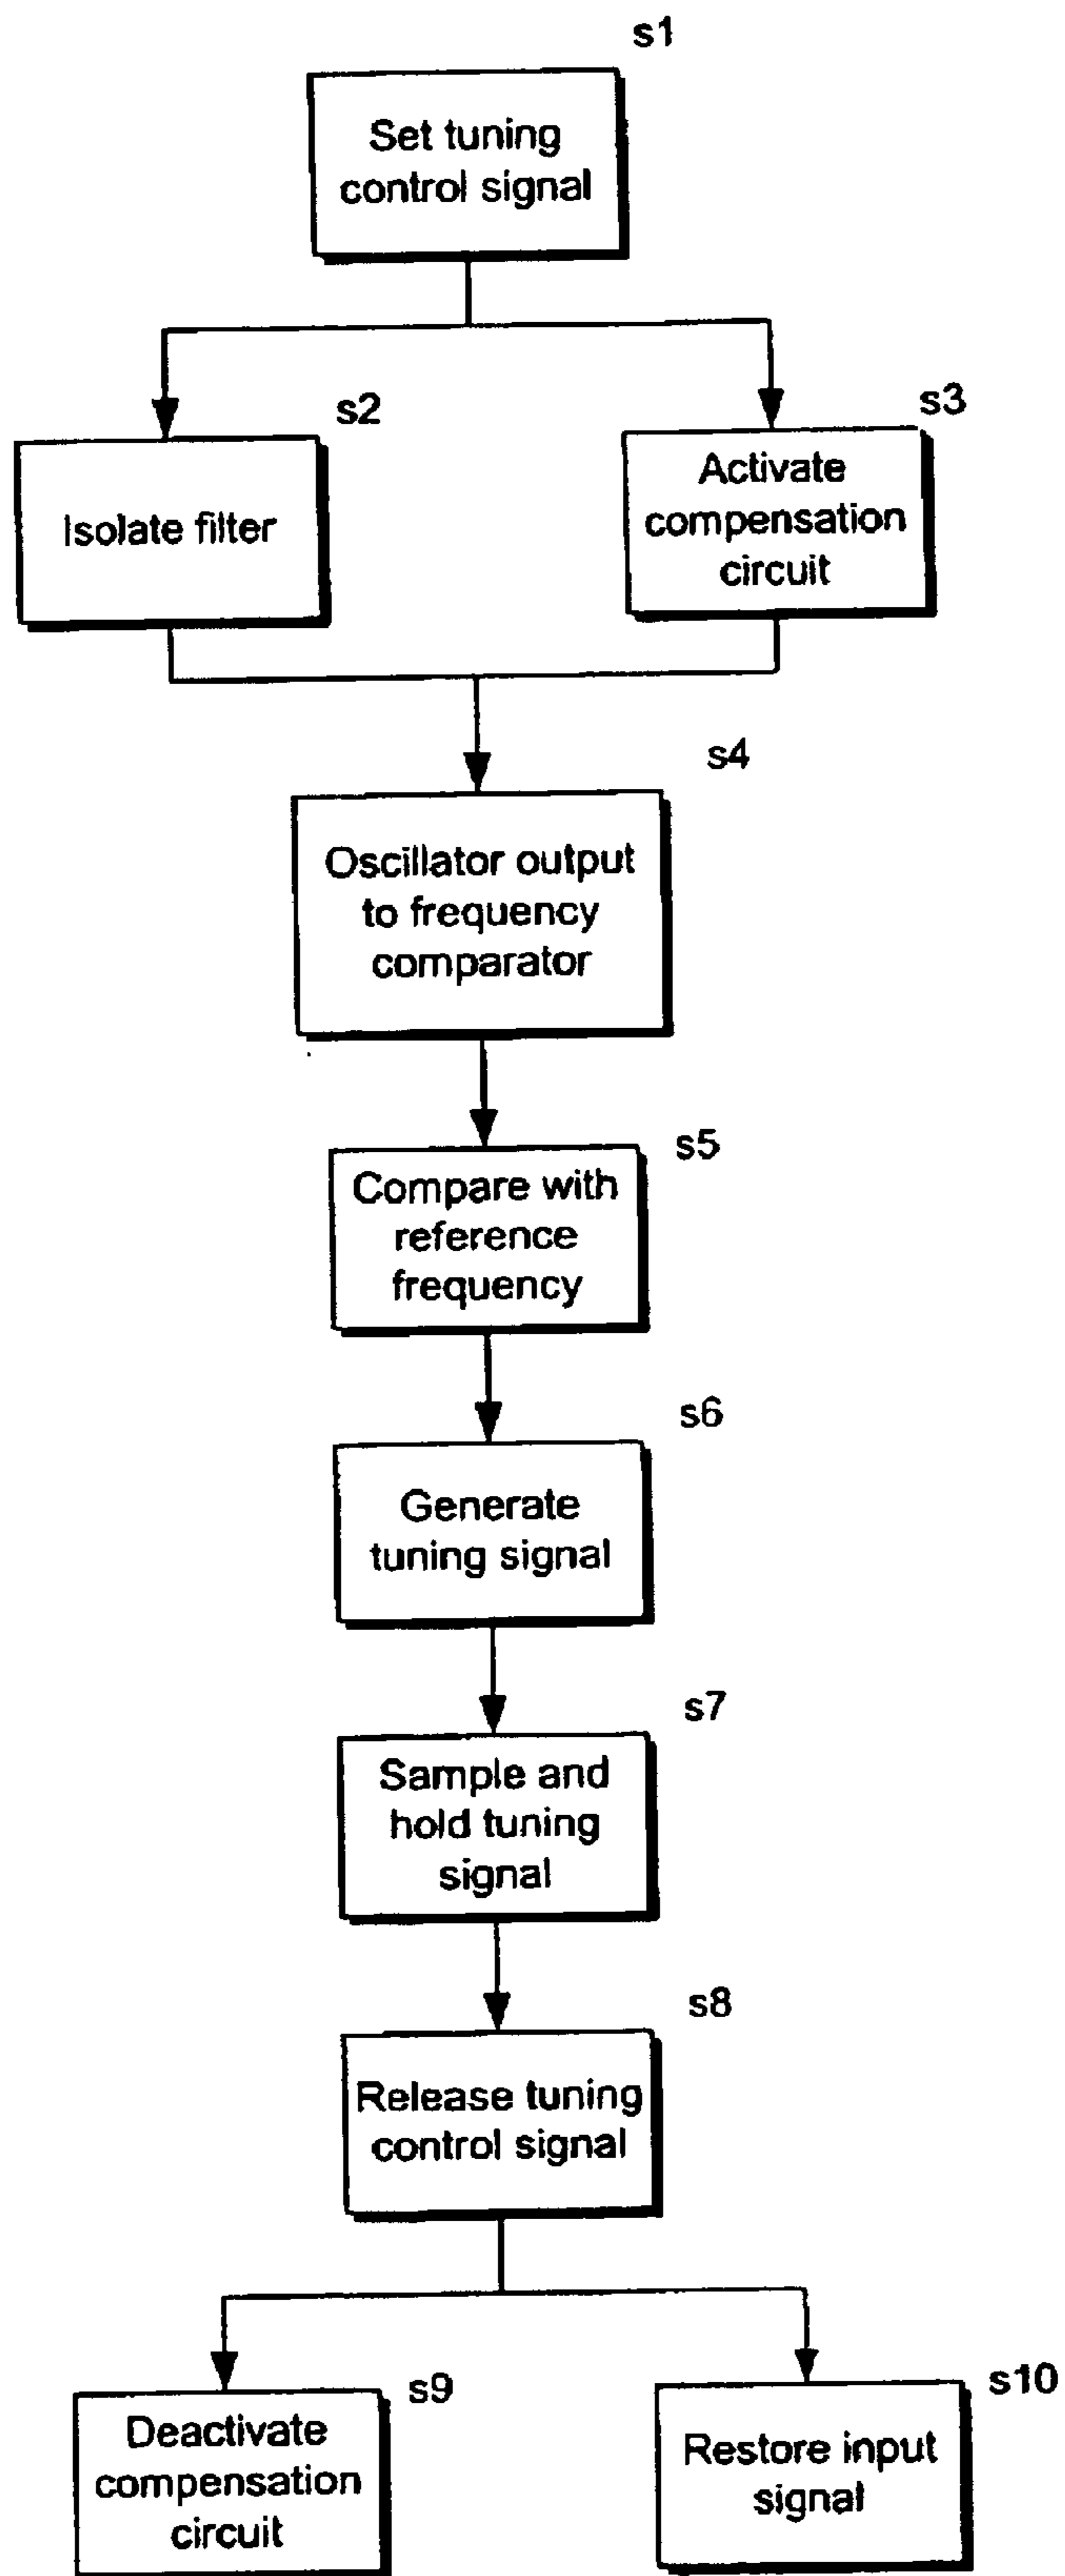 s1
Set tuning
control signal
s2
Isolate filter
s3
Activate
compensation
circuit
s4
Oscillator output
to frequency
comparator
s5
Compare with
reference
frequency
s6
Generate
tuning signal
s7
Sample and
hold tuning
signal
s8
Release tuning
control signal
s9
Deactivate
compensation
circuit
s10
Restore input
signal